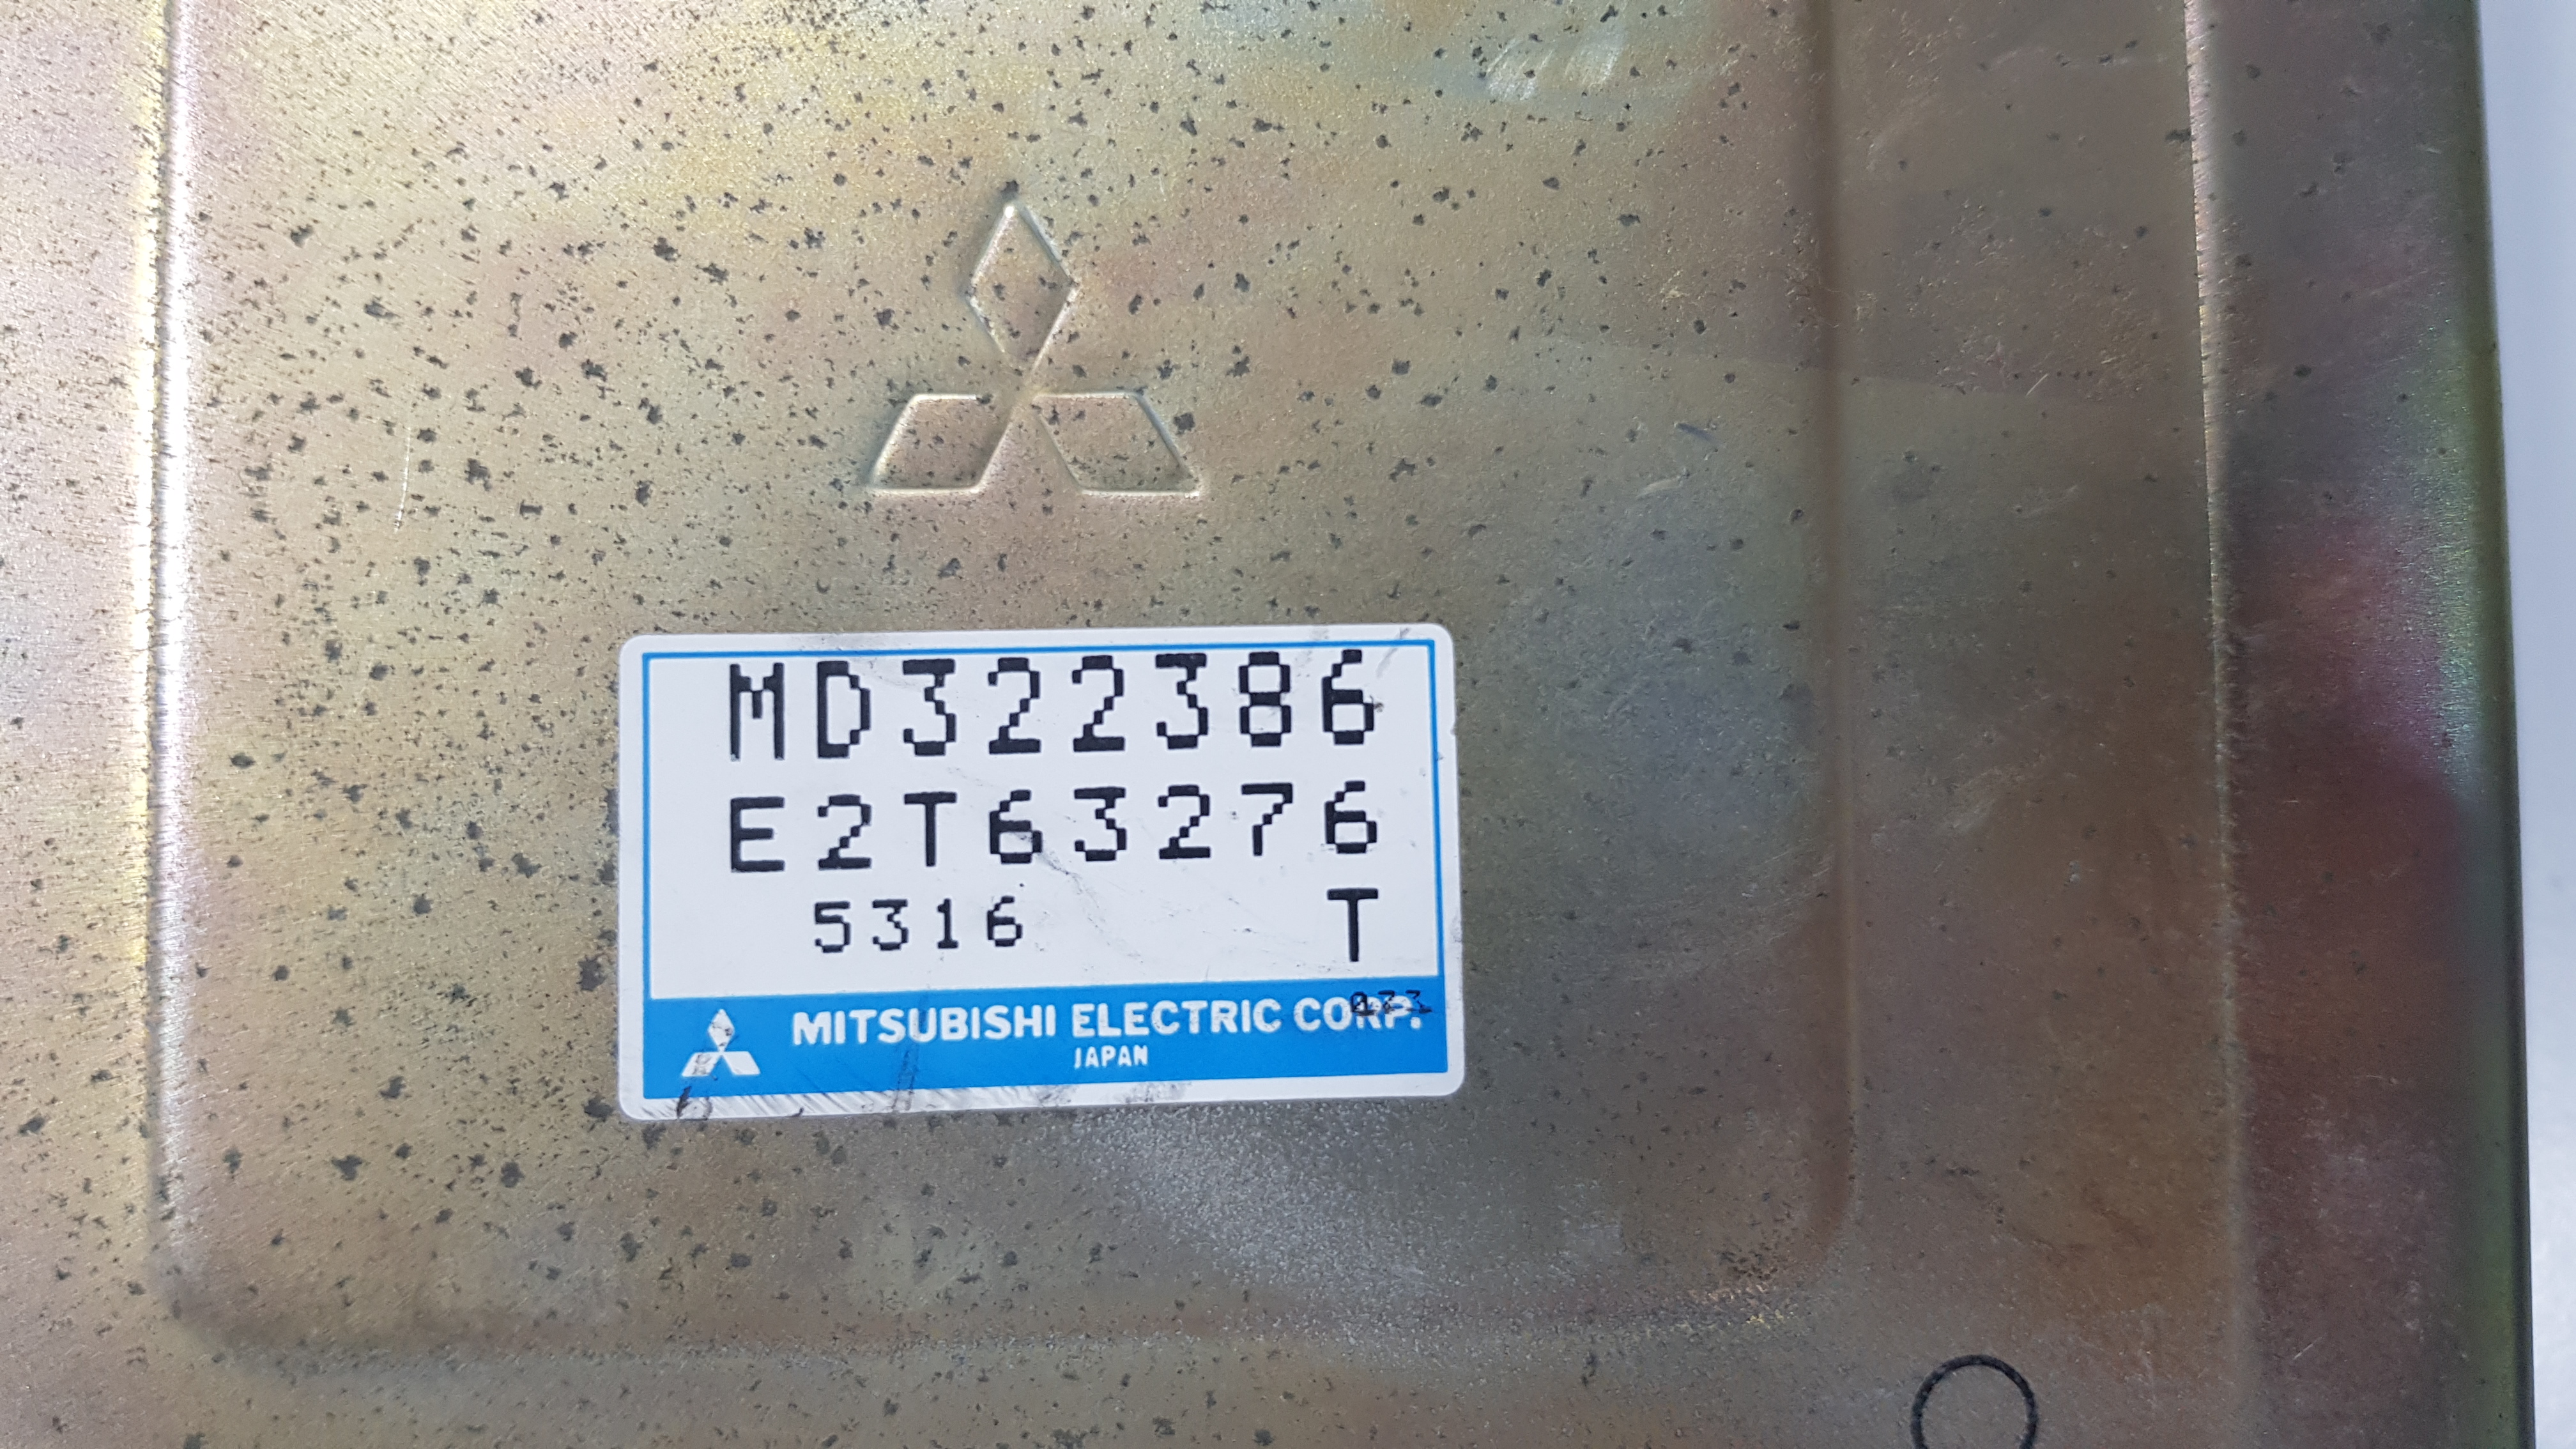 MD322386
E2T63276
5316 T
MITSUBISHI ELECTRIC CORP.
JAPAN